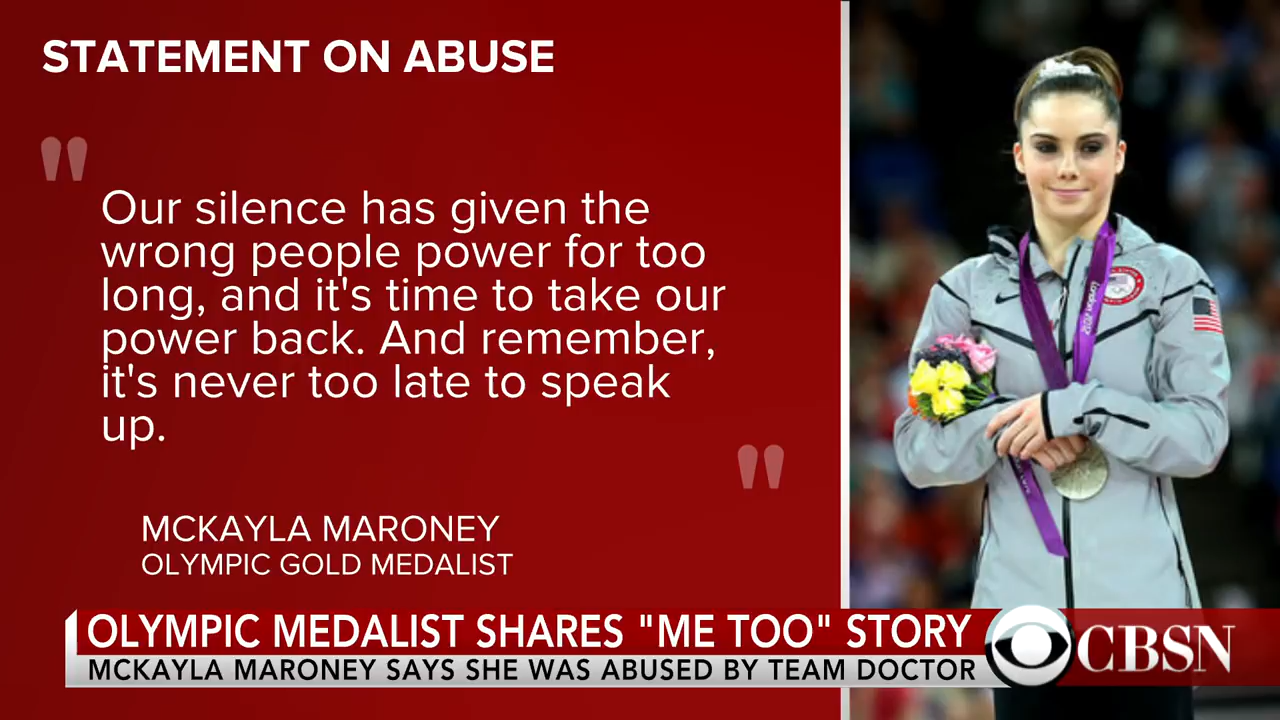 STATEMENT ON ABUSE
"
Our silence has given the
wrong people power for too
long, and it's time to take our
power back. And remember,
it's never too late to speak
up.
"
MCKAYLA MARONEY
OLYMPIC GOLD MEDALIST
London 2012
OLYMPIC MEDALIST SHARES "ME TOO" STORY
MCKAYLA MARONEY SAYS SHE WAS ABUSED BY TEAM DOCTOR
CBSN